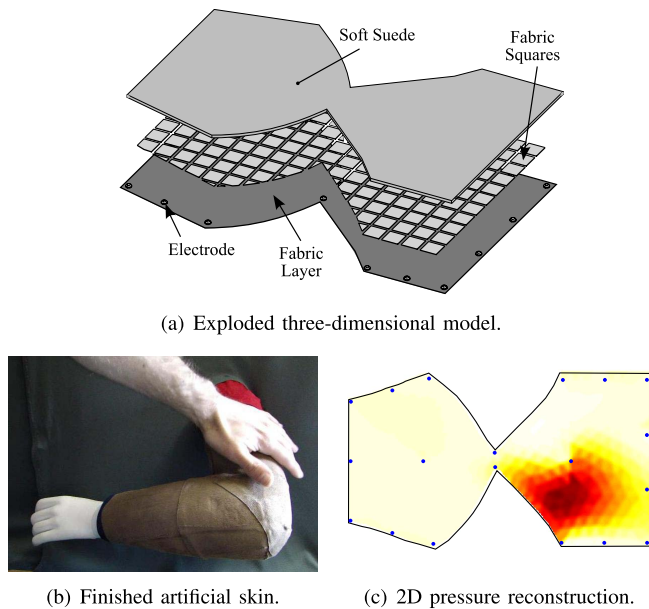 Soft Suede
Fabric
Squares
Electrode
Fabric
Layer
(a) Exploded three-dimensional model.
(b) Finished artificial skin.
(c) 2D pressure reconstruction.